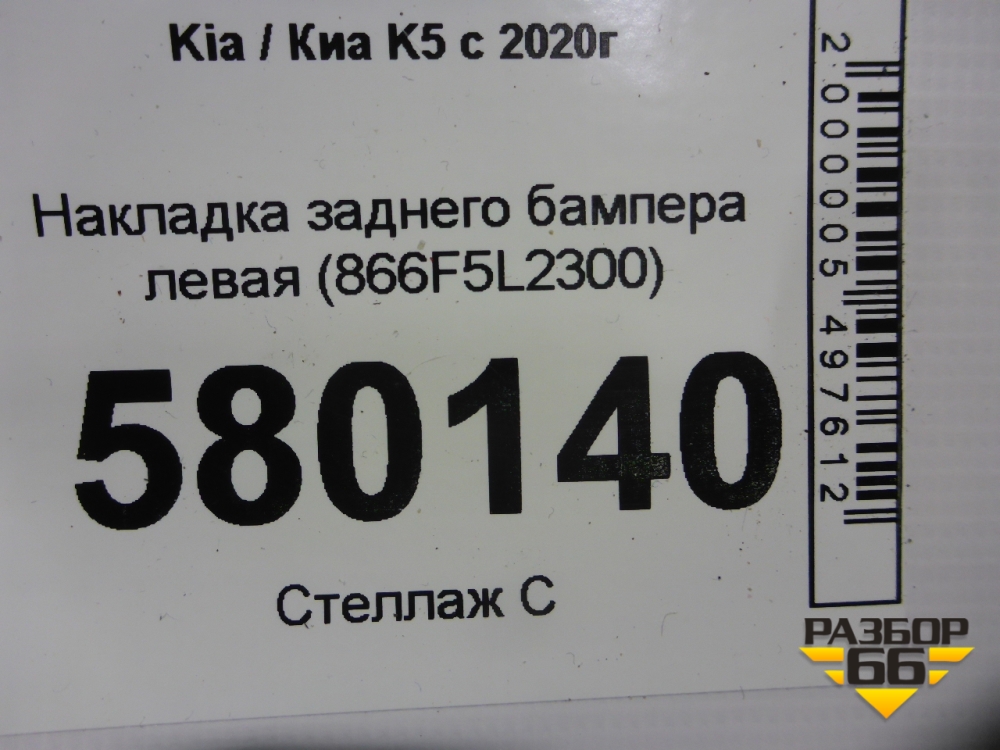 Kia / Киа K5 с 2020г
Накладка заднего бампера
левая (866F5L2300)
580140
Стеллаж С
2000005497612
РАЗБОР
66